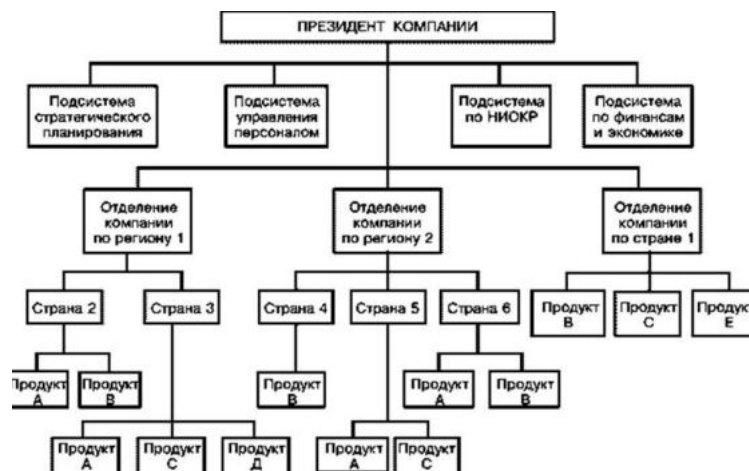 ПРЕЗИДЕНТ КОМПАНИИ
Подсистема
стратегического
планирования
Подсистема
управления
персоналом
Подсистема
по НИОКР
Подсистема
по финансам
и экономике
Отделение
компании
по региону 1
Отделение
компании
по региону 2
Отделение
компании
по стране 1
Страна 2
Страна 3
Страна 4
Страна 5
Страна 6
Продукт
В
Продукт
С
Продукт
Е
Продукт
А
Продукт
В
Продукт
В
Продукт
А
Продукт
В
Продукт
А
Продукт
С
Продукт
Д
Продукт
А
Продукт
С